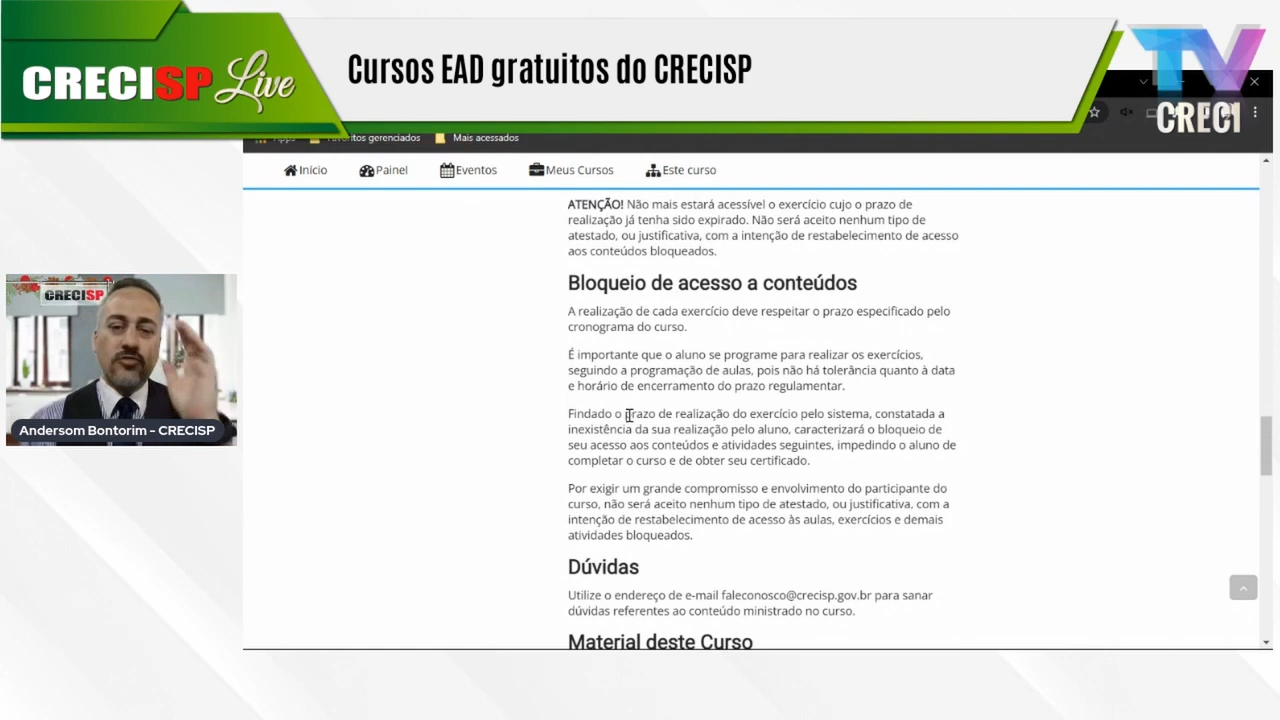 CRECISP Live
Cursos EAD gratuitos do CRECISP
TV
CRECI
Apps
Favoritos gerenciados
Mais acessados
Início
Painel
Eventos
Meus Cursos
Este curso
ATENÇÃO! Não mais estará acessível o exercício cujo o prazo de
realização já tenha sido expirado. Não será aceito nenhum tipo de
atestado, ou justificativa, com a intenção de restabelecimento de acesso
aos conteúdos bloqueados.
Bloqueio de acesso a conteúdos
A realização de cada exercício deve respeitar o prazo especificado pelo
cronograma do curso.
É importante que o aluno se programe para realizar os exercícios,
seguindo a programação de aulas, pois não há tolerância quanto à data
e horário de encerramento do prazo regulamentar.
Findado o prazo de realização do exercício pelo sistema, constatada a
inexistência da sua realização pelo aluno, caracterizará o bloqueio de
seu acesso aos conteúdos e atividades seguintes, impedindo o aluno de
completar o curso e de obter seu certificado.
Por exigir um grande compromisso e envolvimento do participante do
curso, não será aceito nenhum tipo de atestado, ou justificativa, com a
intenção de restabelecimento de acesso às aulas, exercícios e demais
atividades bloqueados.
Dúvidas
Utilize o endereço de e-mail faleconosco@crecisp.gov.br para sanar
dúvidas referentes ao conteúdo ministrado no curso.
Material deste Curso
CRECISP
Andersom Bontorim - CRECISP